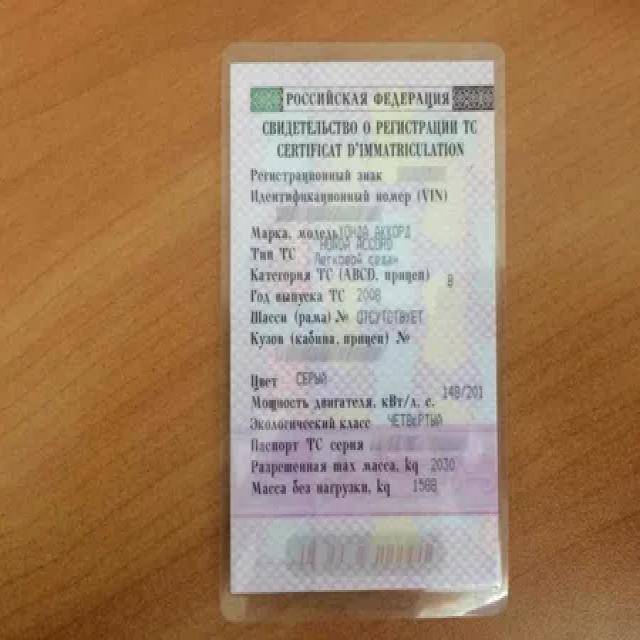 РОССИЙСКАЯ ФЕДЕРАЦИЯ
СВИДЕТЕЛЬСТВО О РЕГИСТРАЦИИ ТС
CERTIFICAT D'IMMATRICULATION
Регистрационный знак
Идентификационный номер (VIN)
Марка, модель ХОНДА АККОРД
HONDA ACCORD
Тип ТС Легковой седан
Категория ТС (ABCD, прицеп) B
Год выпуска ТС 2008
Шасси (рама) № ОТСУТСТВУЕТ
Кузов (кабина, прицеп) №
Цвет СЕРЫЙ
Мощность двигателя, кВт/л. с. 148/201
Экологический класс ЧЕТВЕРТЫЙ
Паспорт ТС серия
Разрешенная max масса, kg 2030
Масса без нагрузки, kg 1588